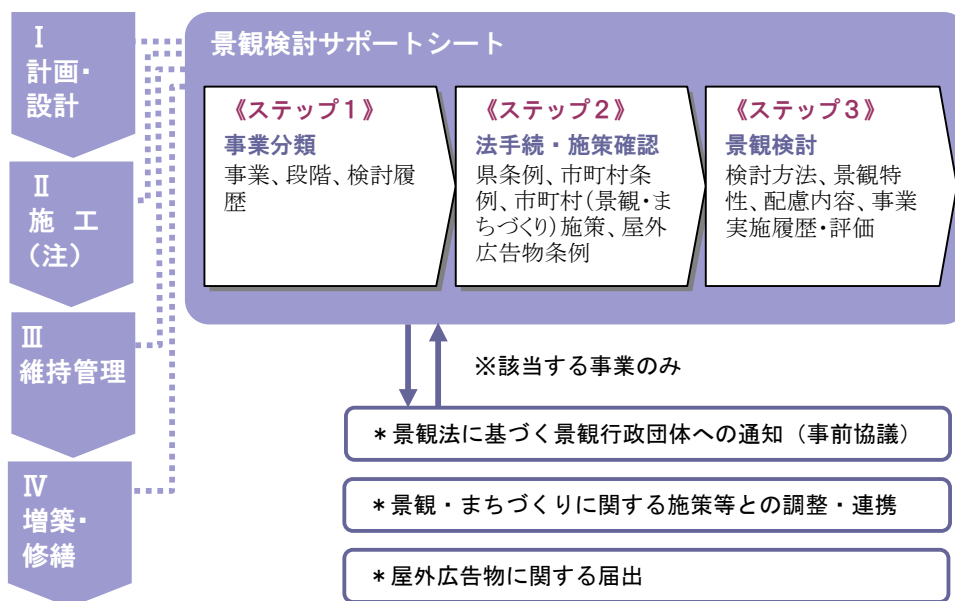 Ⅰ
計画・
設計
Ⅱ
施 工
（注）
Ⅲ
維持管理
Ⅳ
増築・
修繕
景観検討サポートシート
《ステップ１》
事業分類
事業、段階、検討履
歴
《ステップ２》
法手続・施策確認
県条例、市町村条
例、市町村（景観・ま
ちづくり）施策、屋外
広告物条例
《ステップ３》
景観検討
検討方法、景観特
性、配慮内容、事業
実施履歴・評価
※該当する事業のみ
＊景観法に基づく景観行政団体への通知（事前協議）
＊景観・まちづくりに関する施策等との調整・連携
＊屋外広告物に関する届出